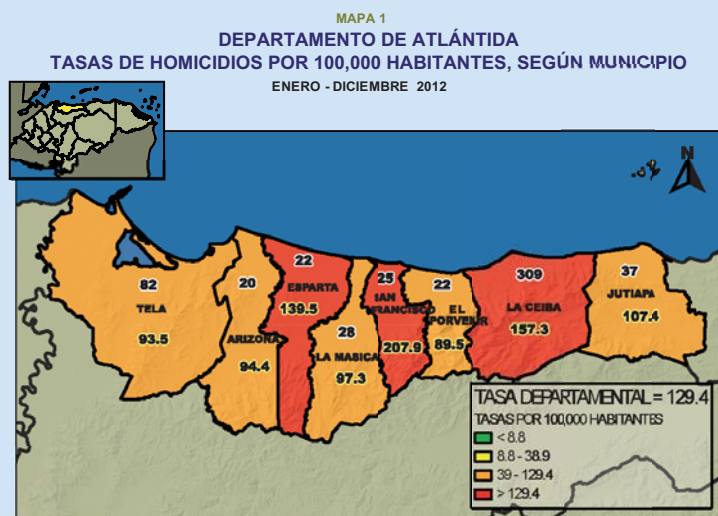 MAPA 1
DEPARTAMENTO DE ATLÁNTIDA
TASAS DE HOMICIDIOS POR 100,000 HABITANTES, SEGÚN MUNICIPIO
ENERO - DICIEMBRE 2012
N
82
TELA
93.5
20
ARIZONA
94.4
22
ESPARTA
139.5
28
LA MASICA
97.3
25
SAN
FRANCISCO
207.9
22
EL
PORVENIR
89.5
309
LA CEIBA
157.3
37
JUTIAPA
107.4
TASA DEPARTAMENTAL = 129.4
TASAS POR 100,000 HABITANTES
< 8.8
8.8 - 38.9
39 - 129.4
> 129.4